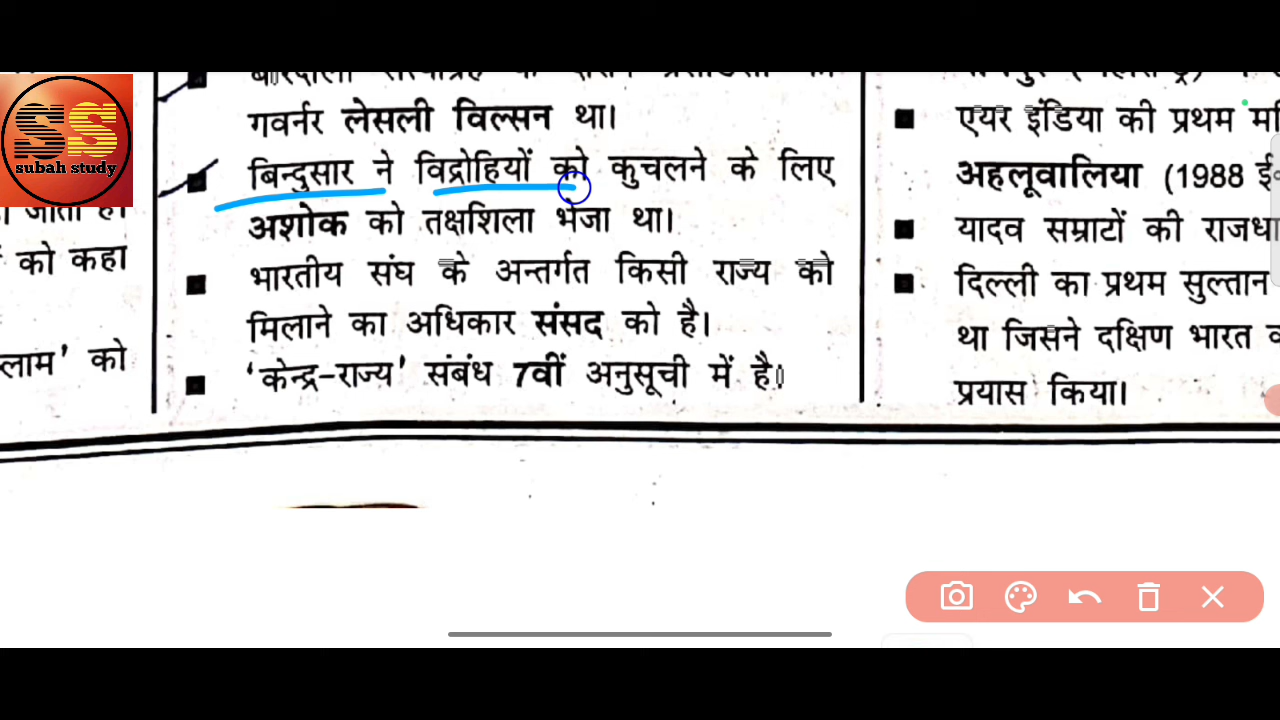 SS
subah study
जाता है।
को कहा
लाम' को
गवर्नर लेसली विल्सन था।
बिन्दुसार ने विद्रोहियों को कुचलने के लिए
अशोक को तक्षशिला भेजा था।
भारतीय संघ के अन्तर्गत किसी राज्य को
मिलाने का अधिकार संसद को है।
'केन्द्र-राज्य' संबंध 7वीं अनुसूची में है।
एयर इंडिया की प्रथम
अहलूवालिया (1988 ई॰
यादव सम्राटों की
दिल्ली का प्रथम सुल्तान
था जिसने दक्षिण भारत
प्रयास किया।